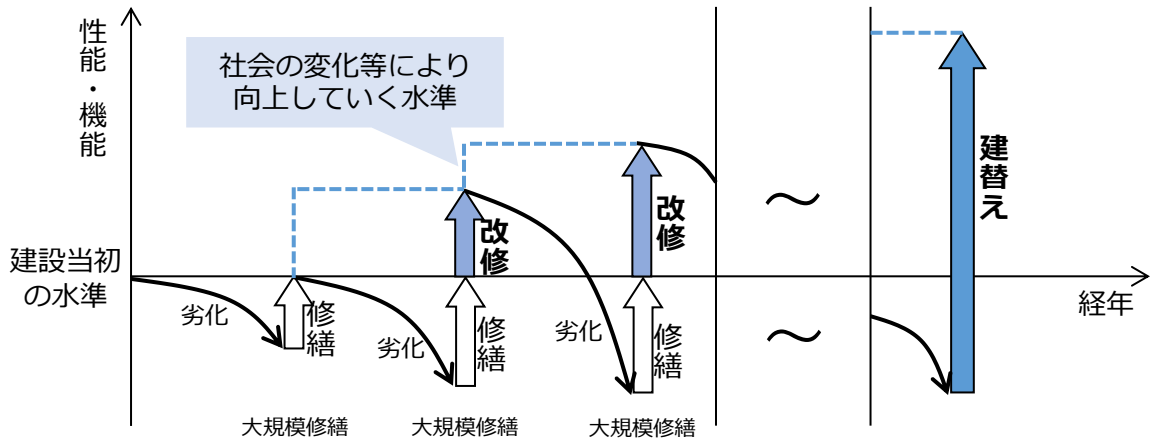 性能・機能
社会の変化等により
向上していく水準
建替え
改修
改修
～
建設当初
の水準
経年
劣化
修繕
劣化
修繕
劣化
修繕
～
大規模修繕
大規模修繕
大規模修繕